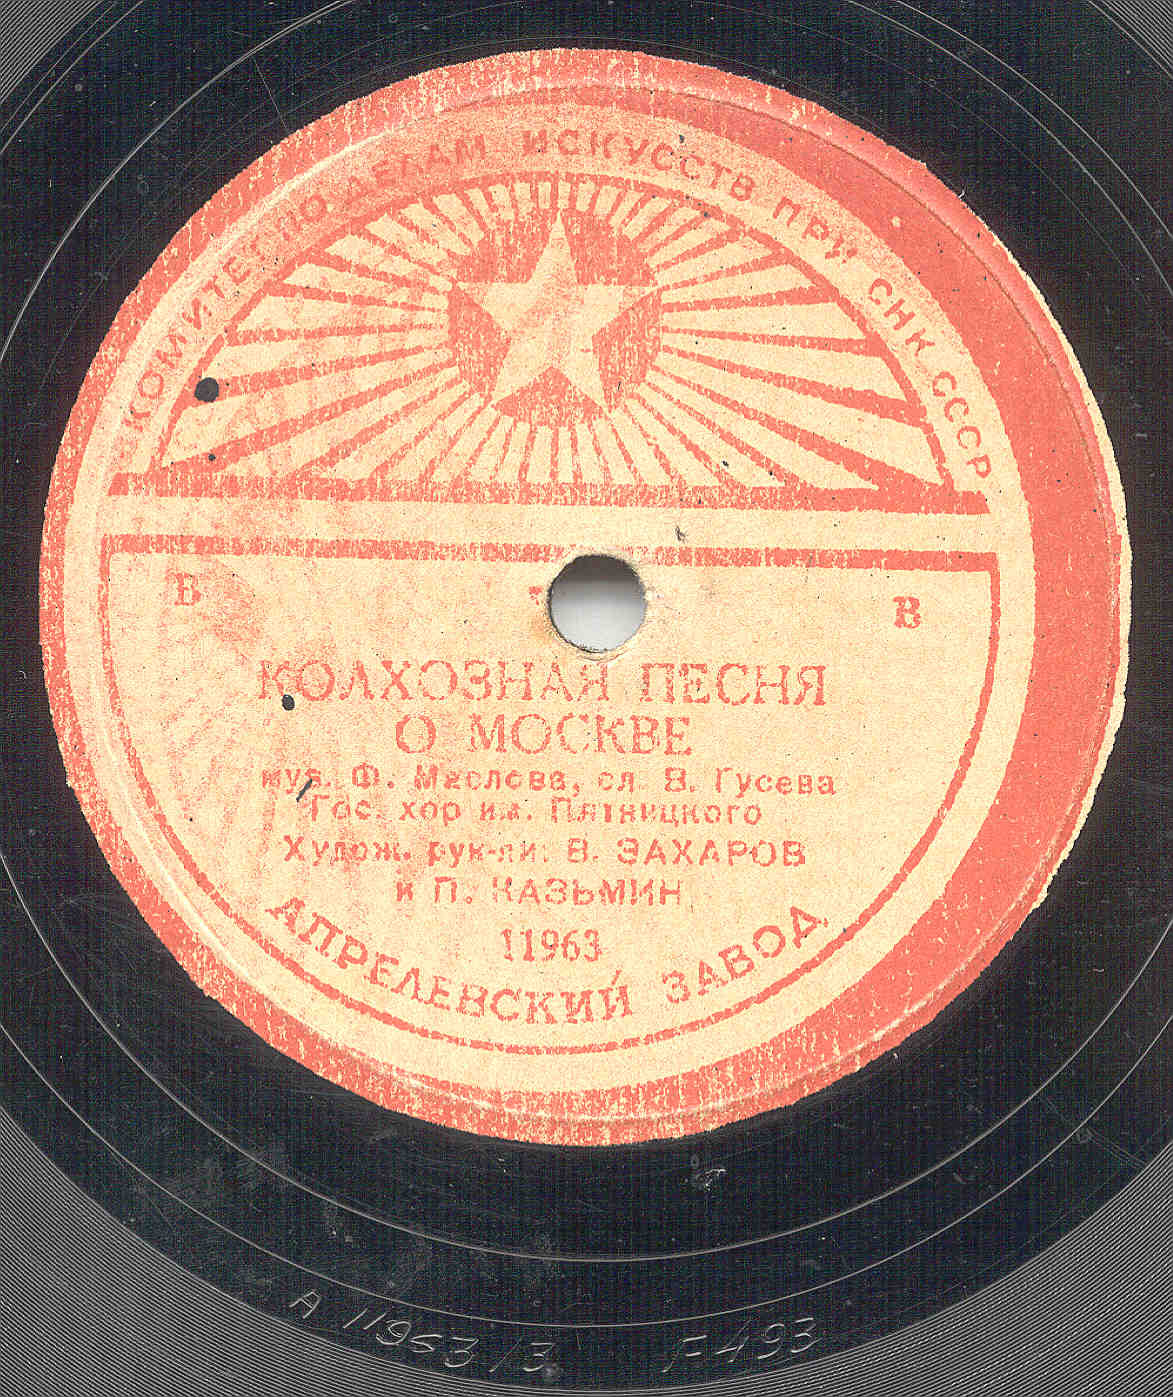 КОМИТЕТ ПО ДЕЛАМ ИСКУССТВ ПРИ СНК СССР
В В
КОЛХОЗНАЯ ПЕСНЯ
О МОСКВЕ
муз. Ф. Маслова, сл. В. Гусева
Гос. хор им. Пятницкого
Худож. рук-ли: В. ЗАХАРОВ
и П. КАЗЬМИН
11963
АПРЕЛЕВСКИЙ ЗАВОД
А 11963/3 F-493